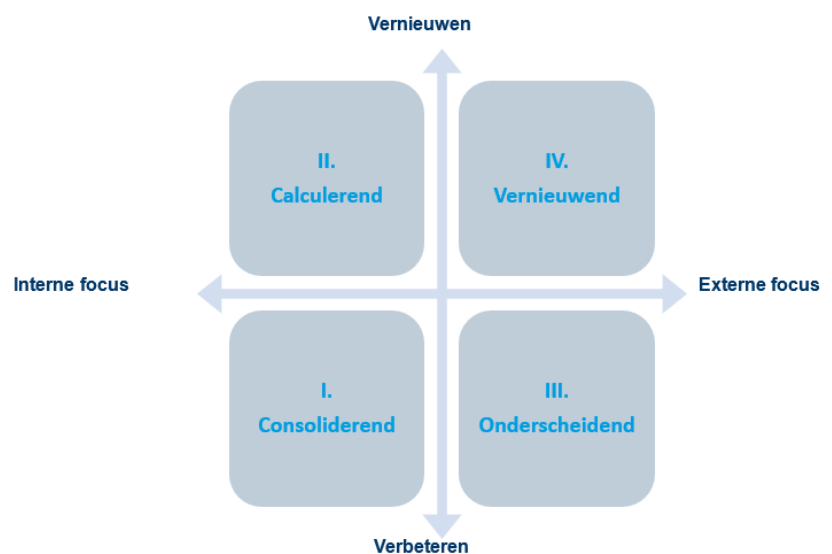 Vernieuwen
II.
Calculerend
IV.
Vernieuwend
Interne focus
Externe focus
I.
Consoliderend
III.
Onderscheidend
Verbeteren